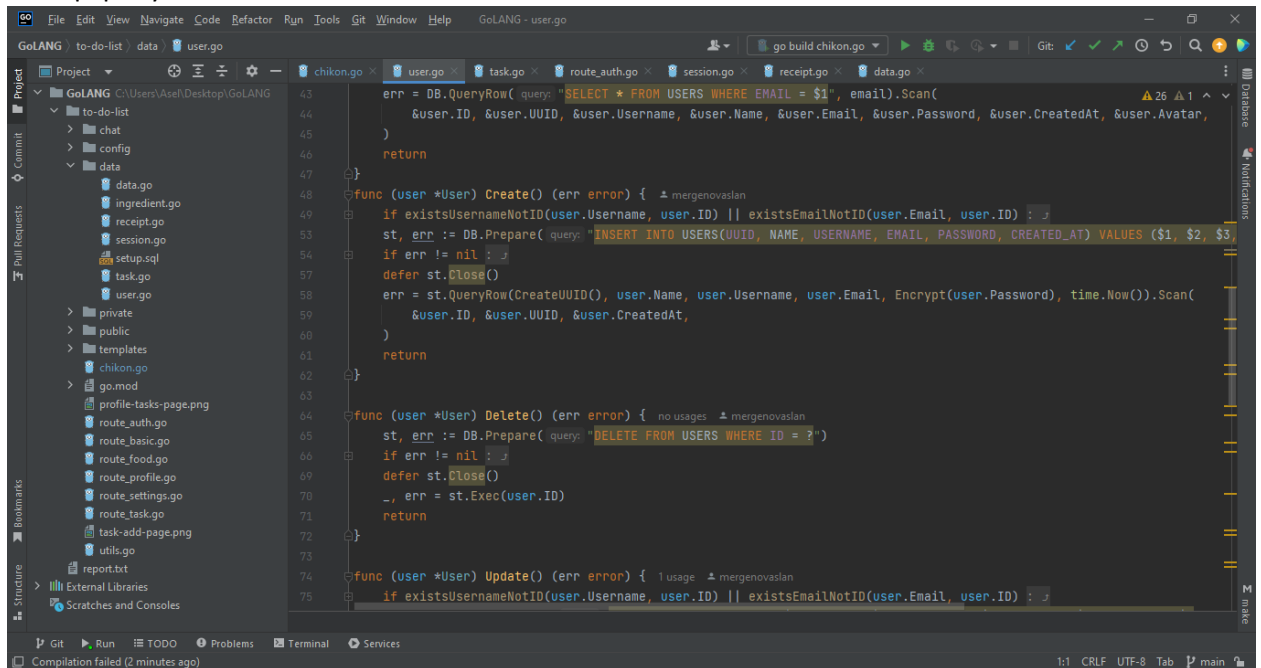 GO File Edit View Navigate Code Refactor Run Tools Git Window Help GoLANG - user.go
GoLANG to-do-list data user.go go build chikon.go Git:
Project chikon.go user.go task.go route_auth.go session.go receipt.go data.go
Project
Commit
Pull Requests
Bookmarks
Structure
GoLANG C:\Users\Asel\Desktop\GoLANG
to-do-list
chat
config
data
data.go
ingredient.go
receipt.go
session.go
setup.sql
task.go
user.go
private
public
templates
chikon.go
go.mod
profile-tasks-page.png
route_auth.go
route_basic.go
route_food.go
route_profile.go
route_settings.go
route_task.go
task-add-page.png
utils.go
report.txt
External Libraries
Scratches and Consoles
43 err = DB.QueryRow( query: "SELECT * FROM USERS WHERE EMAIL = $1", email).Scan( 26 1
44 &user.ID, &user.UUID, &user.Username, &user.Name, &user.Email, &user.Password, &user.CreatedAt, &user.Avatar,
45 )
46 return
47 }
48 func (user *User) Create() (err error) { mergenovaslan
49 if existsUsernameNotID(user.Username, user.ID) || existsEmailNotID(user.Email, user.ID) :
53 st, err := DB.Prepare( query: "INSERT INTO USERS(UUID, NAME, USERNAME, EMAIL, PASSWORD, CREATED_AT) VALUES ($1, $2, $3,
54 if err != nil :
57 defer st.Close()
58 err = st.QueryRow(CreateUUID(), user.Name, user.Username, user.Email, Encrypt(user.Password), time.Now()).Scan(
59 &user.ID, &user.UUID, &user.CreatedAt,
60 )
61 return
62 }
63
64 func (user *User) Delete() (err error) { no usages mergenovaslan
65 st, err := DB.Prepare( query: "DELETE FROM USERS WHERE ID = ?")
66 if err != nil :
69 defer st.Close()
70 _, err = st.Exec(user.ID)
71 return
72 }
73
74 func (user *User) Update() (err error) { 1 usage mergenovaslan
75 if existsUsernameNotID(user.Username, user.ID) || existsEmailNotID(user.Email, user.ID) :
Database
Notifications
M make
Git Run TODO Problems Terminal Services
Compilation failed (2 minutes ago) 1:1 CRLF UTF-8 Tab main